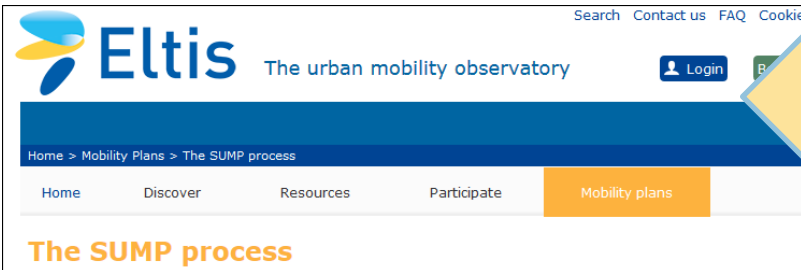 Search Contact us FAQ Cookie
Eltis The urban mobility observatory
Login
Home > Mobility Plans > The SUMP process
Home Discover Resources Participate Mobility plans
The SUMP process